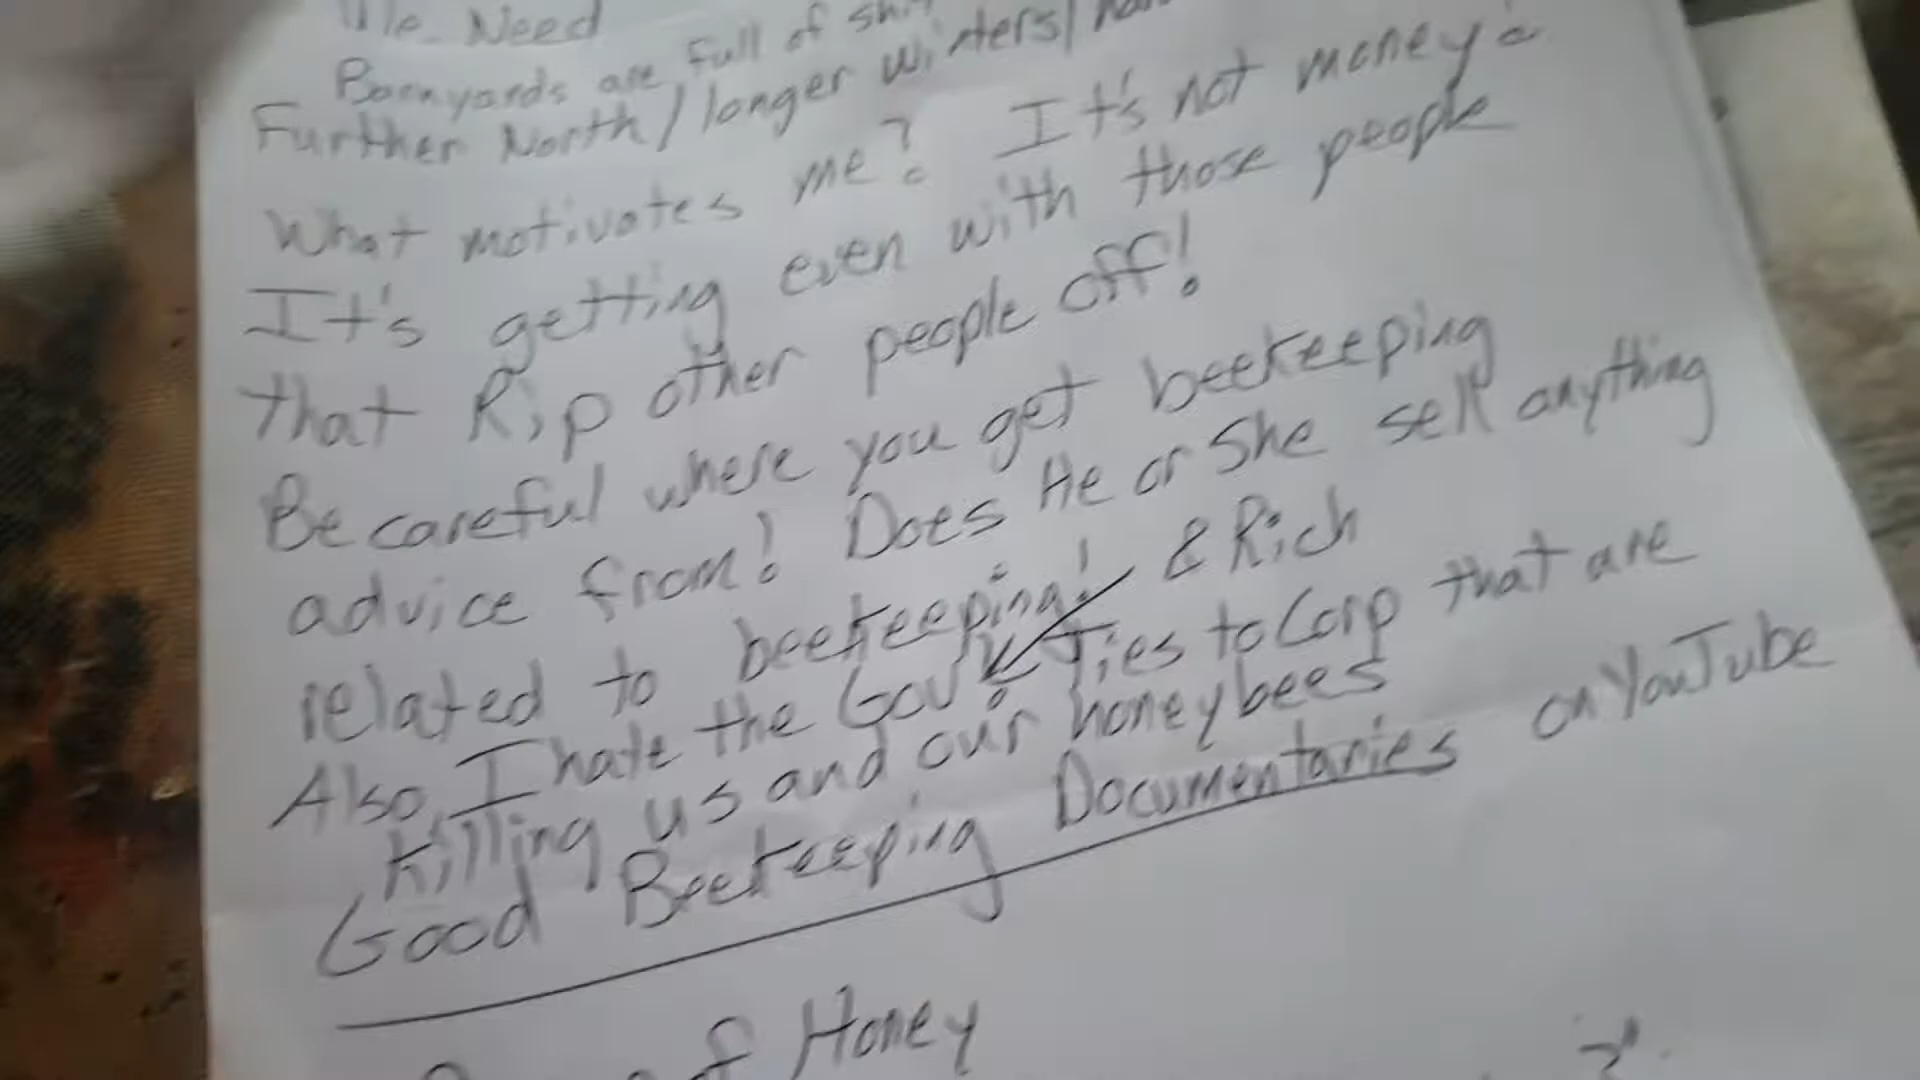 We Need
Barnyards are full of
Further North / longer winters /
What motivates me? It's not money!
It's getting even with those people
that Rip other people off!
Be careful where you get beekeeping
advice from! Does He or She sell anything
related to beekeeping! & Rich
Also, I hate the Gov't Ties to Corp that are
killing us and our honeybees
Good Beekeeping Documentaries on YouTube
of Honey